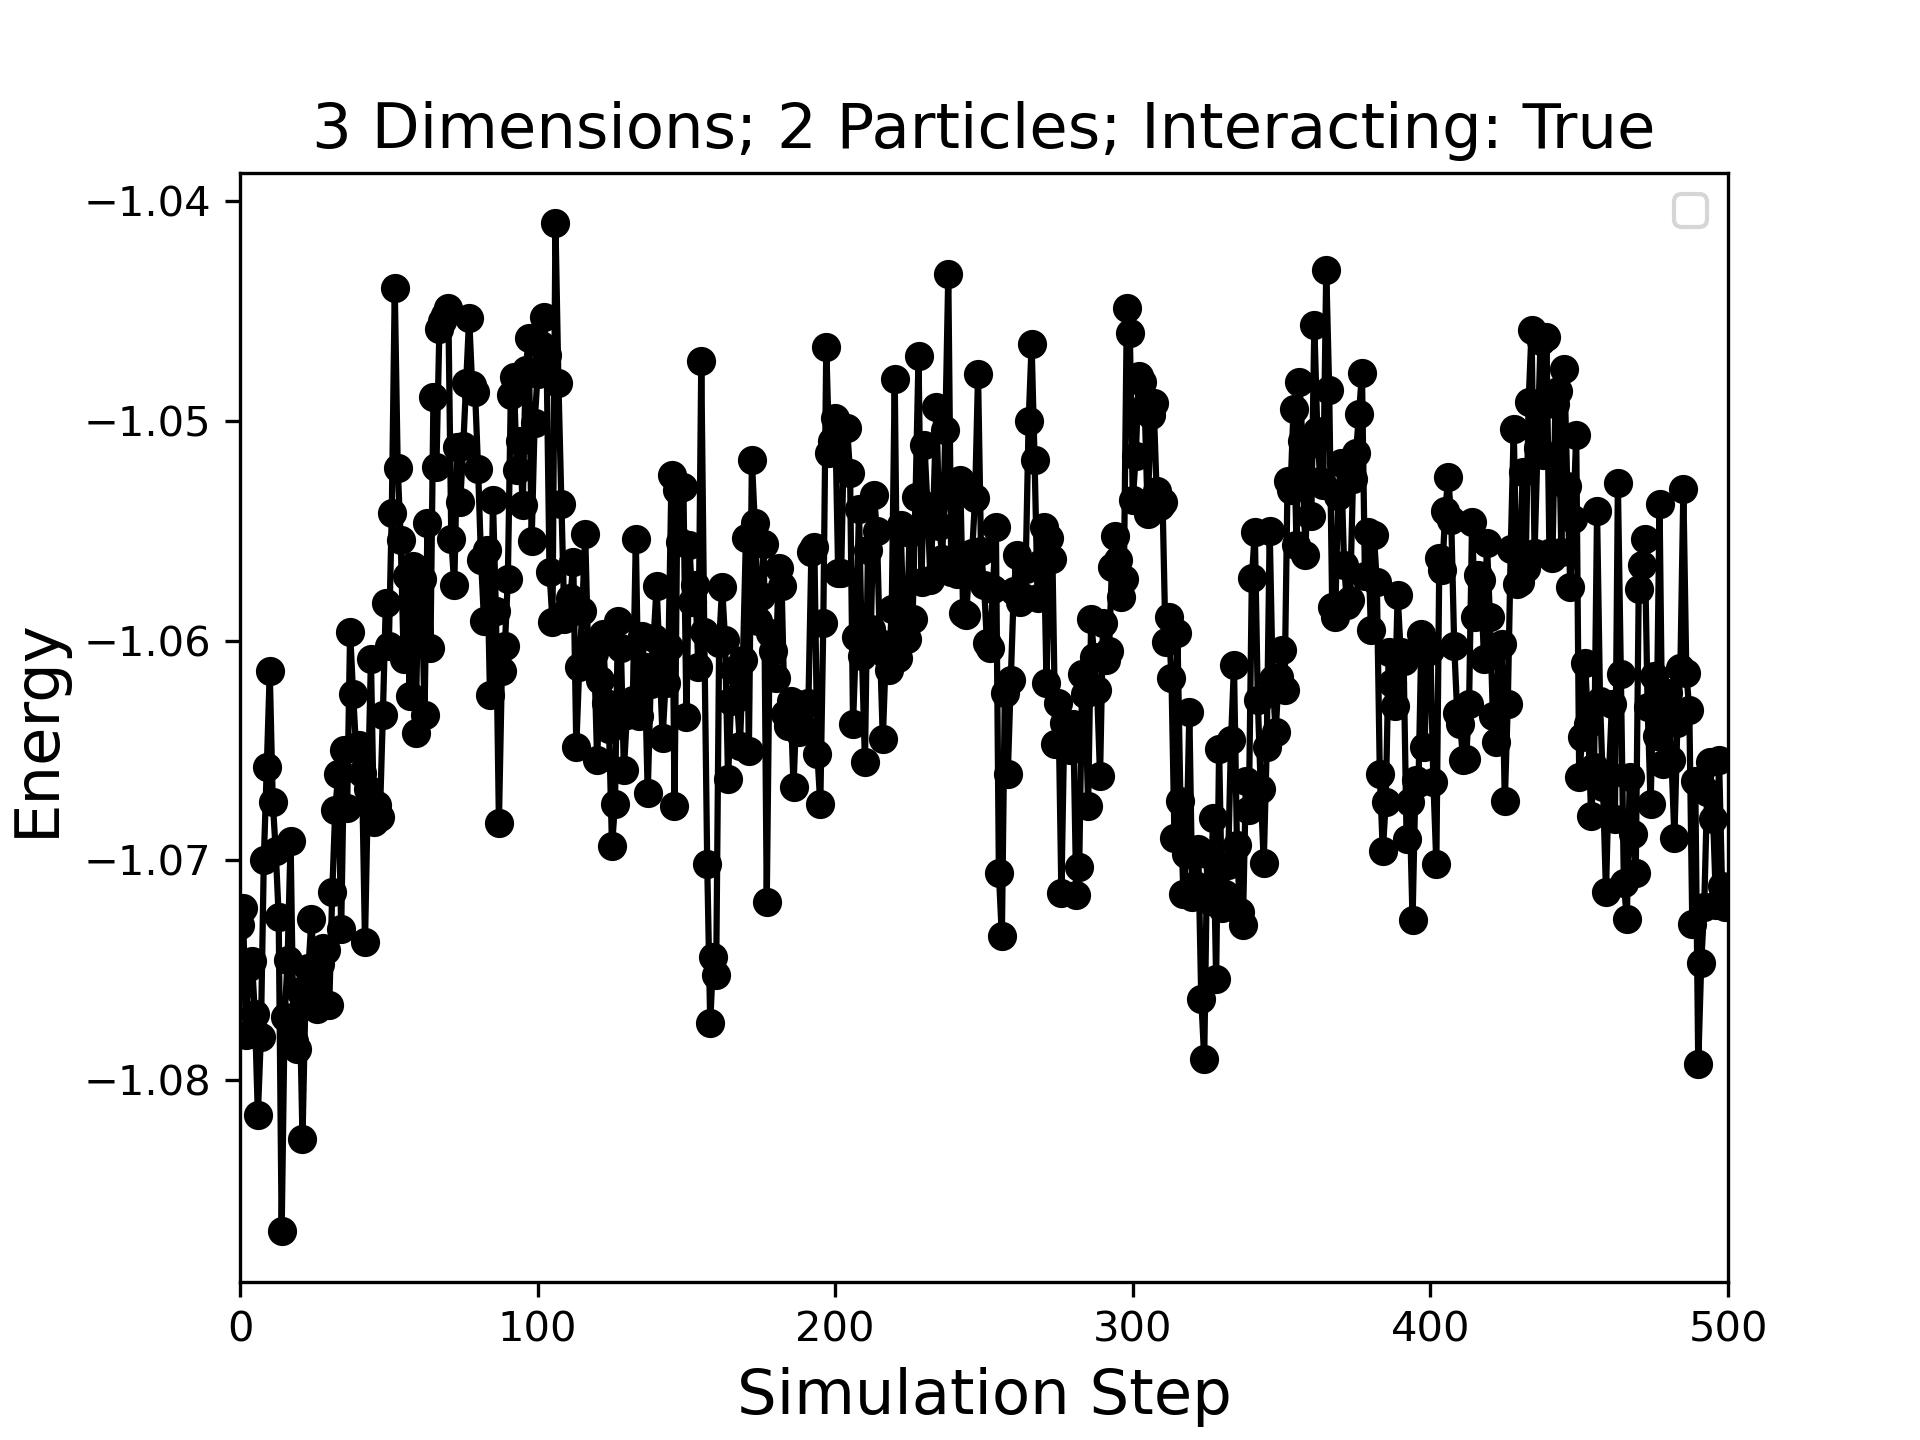 3 Dimensions; 2 Particles; Interacting: True
−1.04
−1.05
−1.06
−1.07
−1.08
Energy
0 100 200 300 400 500
Simulation Step